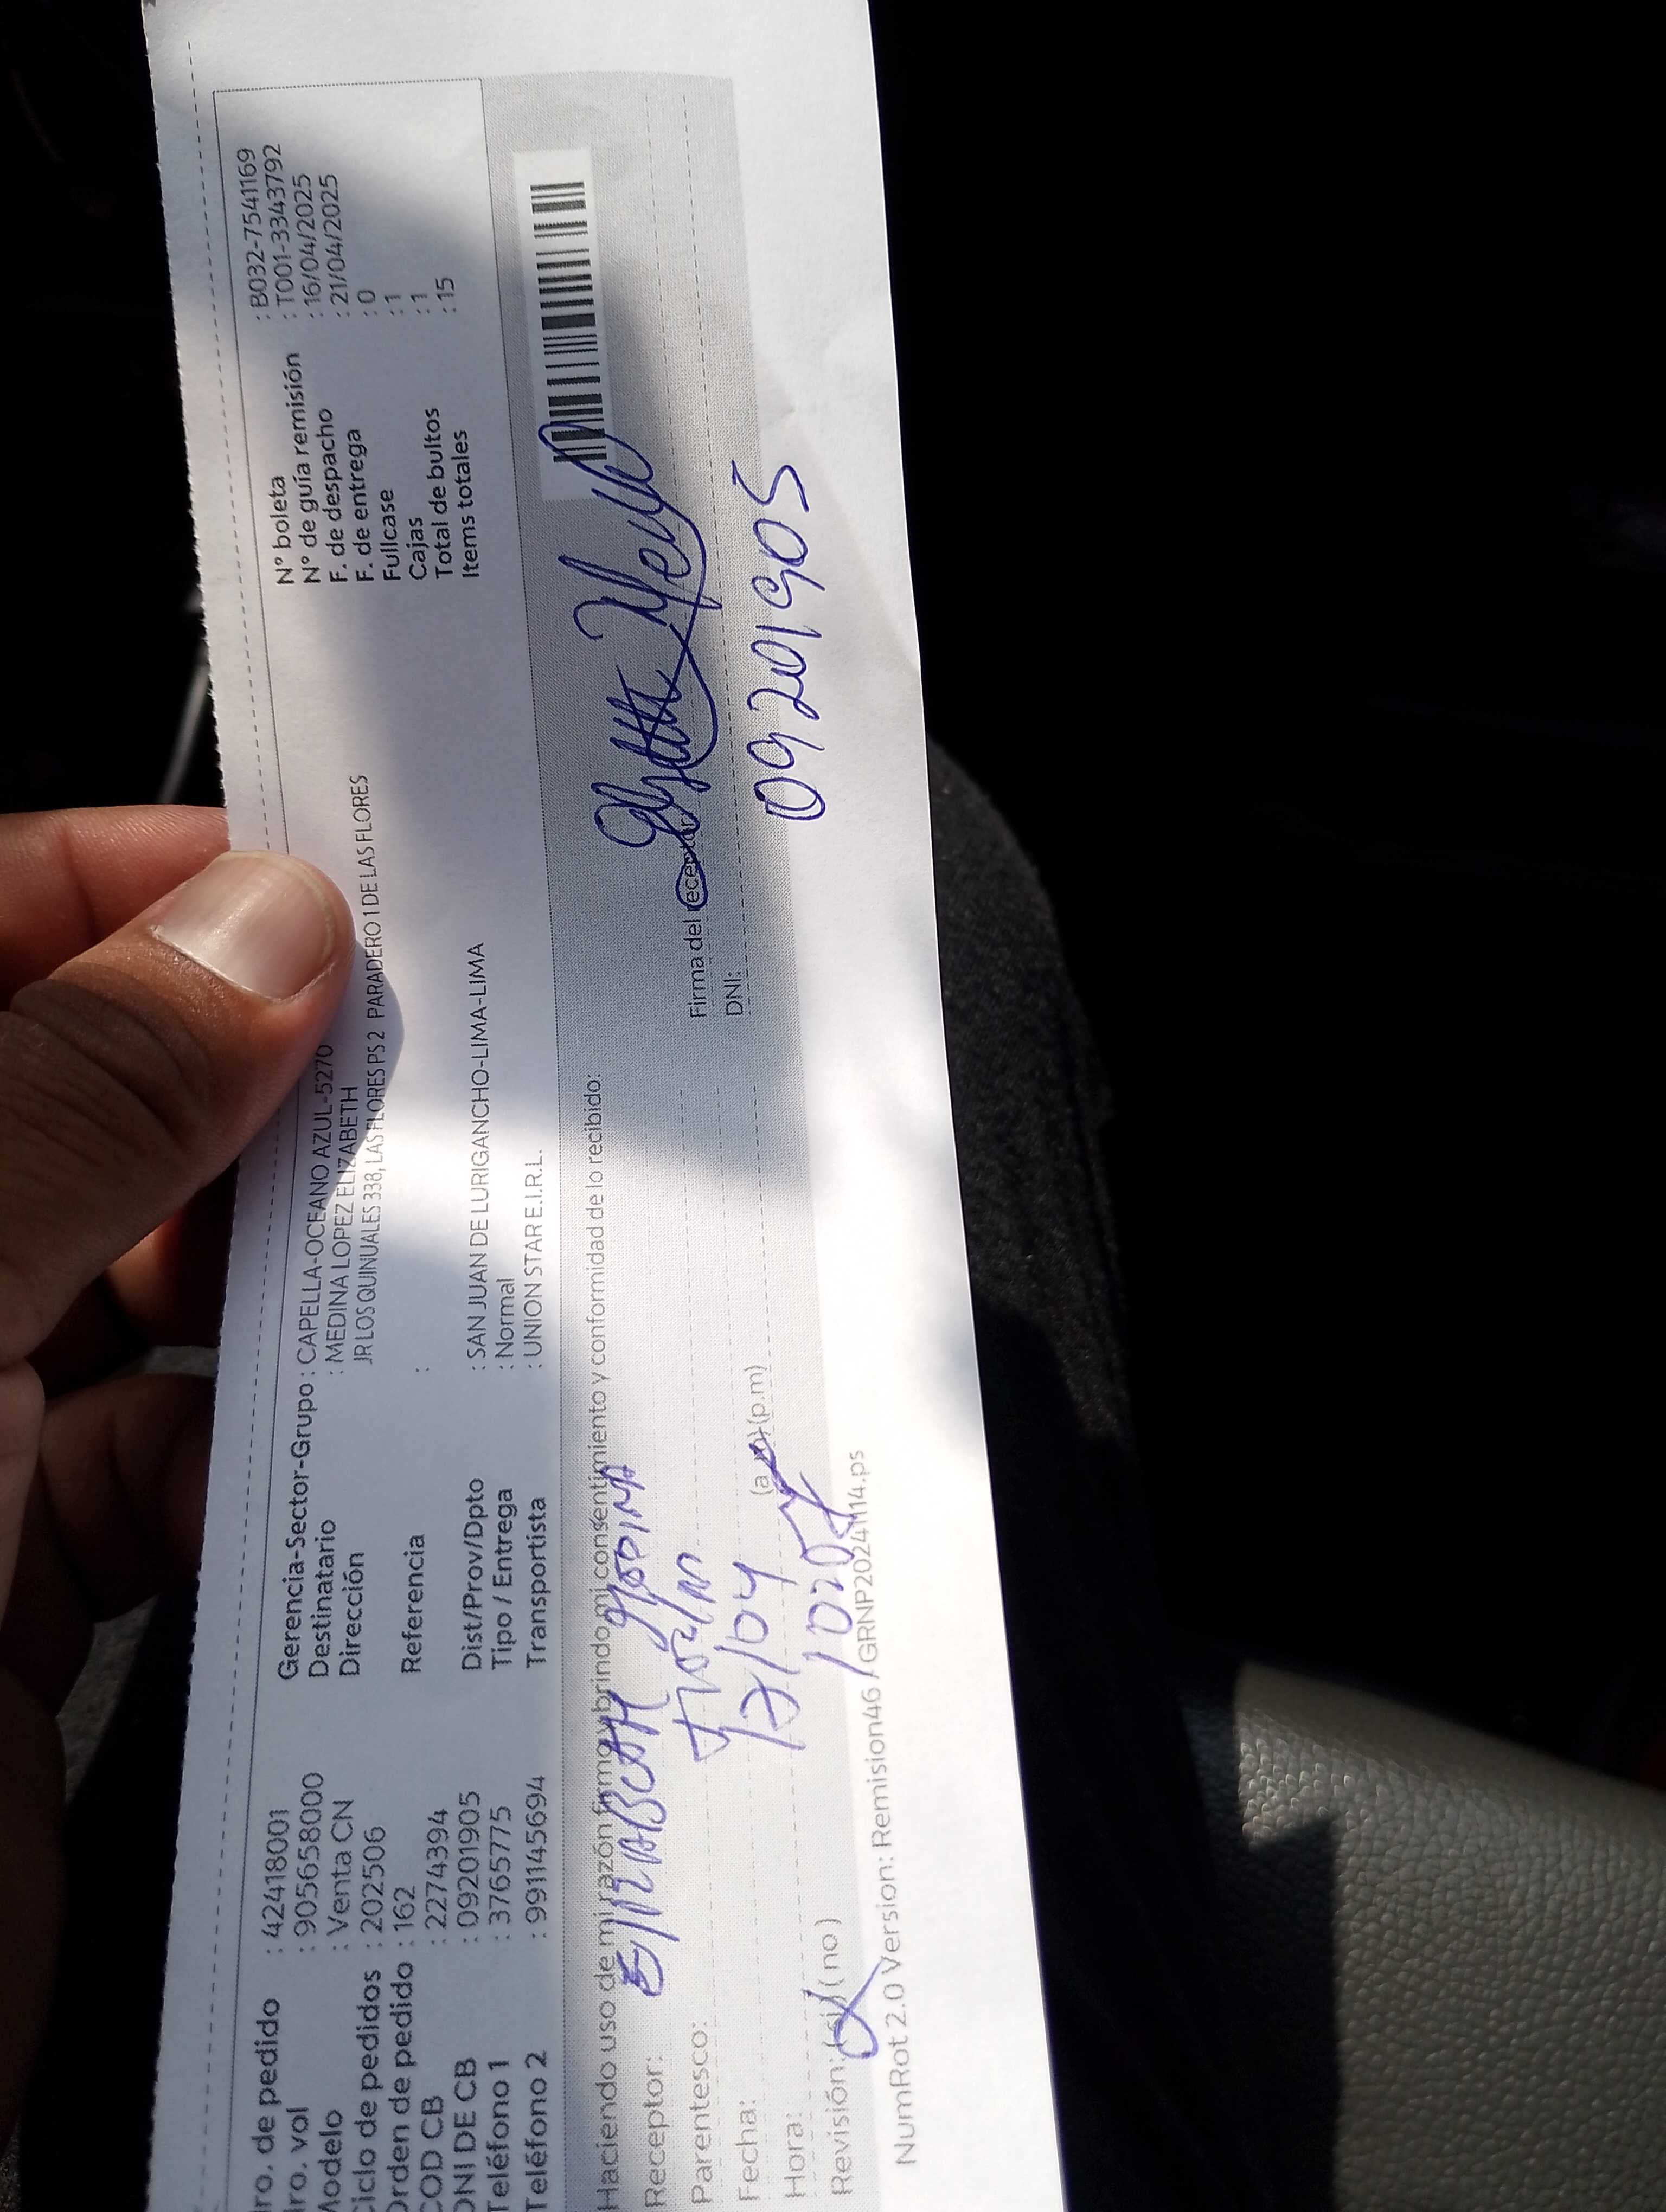 ro. de pedido : 42418001
ro. val : 905658000
Modelo : Venta CN
Ciclo de pedidos : 202506
Orden de pedido : 162
COD CB : 2274394
DNI DE CB : 09201905
Teléfono 1 : 3765775
Teléfono 2 : 991145694
Gerencia-Sector-Grupo : CAPELLA-OCEANO AZUL-5270
Destinatario : MEDINA LOPEZ ELIZABETH
Dirección JR LOS QUINUALES 338, LAS FLORES PS 2 PARADERO 1 DE LAS FLORES
Referencia :
Dist/Prov/Dpto : SAN JUAN DE LURIGANCHO-LIMA-LIMA
Tipo / Entrega : Normal
Transportista : UNION STAR E.I.R.L.
N° boleta : B032-7541169
N° de guía remisión : T001-3343792
F. de despacho : 16/04/2025
F. de entrega : 21/04/2025
Fullcase : 0
Cajas : 1
Total de bultos : 1
Items totales : 15
Haciendo uso de mi razón firmo y brindo mi consentimiento y conformidad de lo recibido:
Receptor: ElizABETH MEDINA
Parentesco:
Fecha:
Hora: (p.m)
Revisión: (si) (no)
Firma del receptor
DNI: 09201905
NumRot 2.0 Version: Remision46 / GRNP20241114.ps